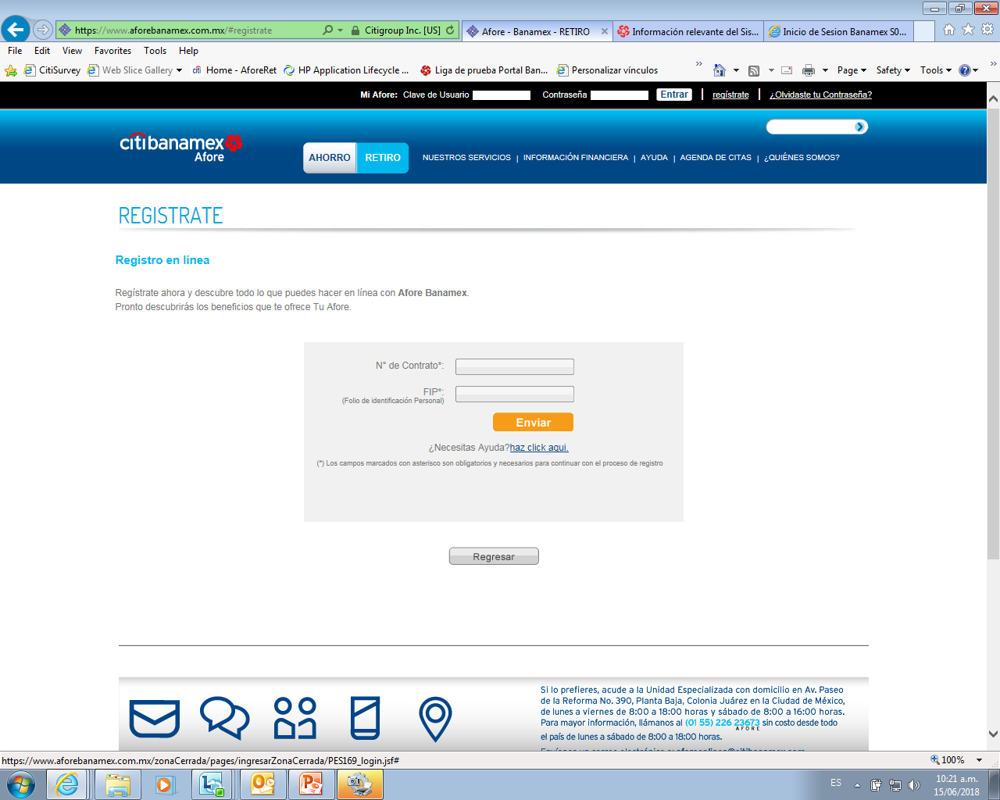 https://www.aforebanamex.com.mx/#registrate
Citigroup Inc. [US]
Afore - Banamex - RETIRO
Información relevante del Sis...
Inicio de Sesion Banamex S0...
File Edit View Favorites Tools Help
CitiSurvey
Web Slice Gallery
citi
Home - AforeRet
HP Application Lifecycle ...
Liga de prueba Portal Ban...
Personalizar vínculos
Page
Safety
Tools
Mi Afore: Clave de Usuario
Contraseña
Entrar
regístrate
¿Olvidaste tu Contraseña?
citibanamex
Afore
AHORRO
RETIRO
NUESTROS SERVICIOS | INFORMACIÓN FINANCIERA | AYUDA | AGENDA DE CITAS | ¿QUIÉNES SOMOS?
REGISTRATE
Registro en línea
Regístrate ahora y descubre todo lo que puedes hacer en línea con Afore Banamex.
Pronto descubrirás los beneficios que te ofrece Tu Afore.
N° de Contrato*:
FIP*:
(Folio de identificación Personal)
Enviar
¿Necesitas Ayuda?haz click aqui.
(*) Los campos marcados con asterisco son obligatorios y necesarios para continuar con el proceso de registro
Regresar
Si lo prefieres, acude a la Unidad Especializada con domicilio en Av. Paseo
de la Reforma No. 390, Planta Baja, Colonia Juárez en la Ciudad de México,
de lunes a viernes de 8:00 a 18:00 horas y sábado de 8:00 a 16:00 horas.
Para mayor información, llámanos al (01 55) 226 23673 sin costo desde todo
AFORE
el país de lunes a sábado de 8:00 a 18:00 horas.
https://www.aforebanamex.com.mx/zonaCerrada/pages/ingresarZonaCerrada/PES169_login.jsf#
100%
ES
10:21 a.m.
15/06/2018